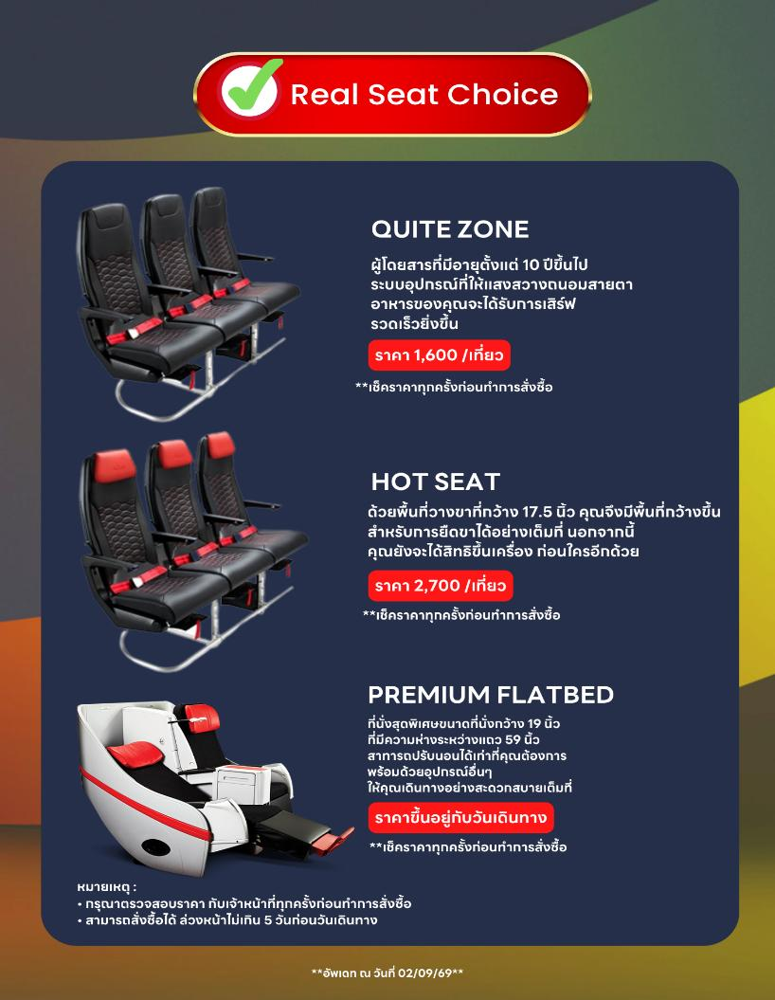 Real Seat Choice
QUITE ZONE
ผู้โดยสารที่มีอายุตั้งแต่ 10 ปีขึ้นไป
ระบบอุปกรณ์ที่ให้แสงสวางถนอมสายตา
อาหารของคุณจะได้รับการเสิร์ฟ
รวดเร็วยิ่งขึ้น
ราคา 1,600 /เที่ยว
**เช็คราคาทุกครั้งก่อนทำการสั่งซื้อ
HOT SEAT
ด้วยพื้นที่วางขาที่กว้าง 17.5 นิ้ว คุณจึงมีพื้นที่กว้างขึ้น
สำหรับการยืดขาได้อย่างเต็มที่ นอกจากนี้
คุณยังจะได้สิทธิขึ้นเครื่อง ก่อนใครอีกด้วย
ราคา 2,700 /เที่ยว
**เช็คราคาทุกครั้งก่อนทำการสั่งซื้อ
PREMIUM FLATBED
ที่นั่งสุดพิเศษขนาดที่นั่งกว้าง 19 นิ้ว
ที่มีความห่างระหว่างแถว 59 นิ้ว
สาการถปรับนอนได้เท่าที่คุณต้องการ
พร้อมด้วยอุปกรณ์อื่นๆ
ให้คุณเดินทางอย่างสะดวกสบายเต็มที่
ราคาขึ้นอยู่กับวันเดินทาง
**เช็คราคาทุกครั้งก่อนทำการสั่งซื้อ
หมายเหตุ :
• กรุณาตรวจสอบราคา กับเจ้าหน้าที่ทุกครั้งก่อนทำการสั่งซื้อ
• สามารถสั่งซื้อได้ ล่วงหน้าไม่เกิน 5 วันก่อนวันเดินทาง
**อัพเดท ณ วันที่ 02/09/69**